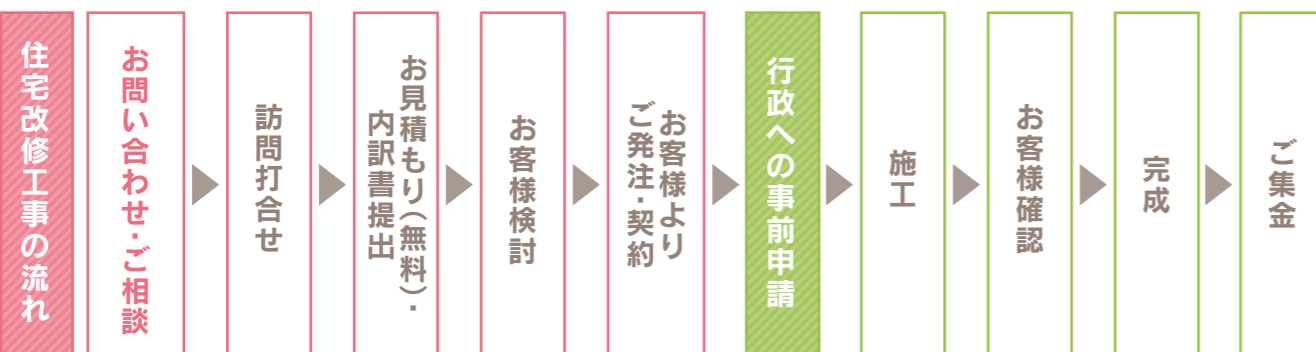 住宅改修工事の流れ
お問い合わせ・ご相談
訪問打合せ
お見積もり(無料)・
内訳書提出
お客様検討
お客様より
ご発注・契約
行政への事前申請
施工
お客様確認
完成
ご集金